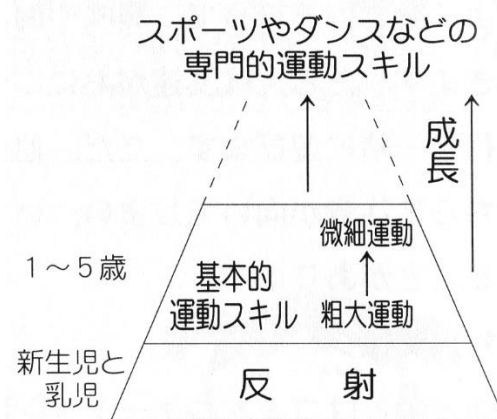 スポーツやダンスなどの
専門的運動スキル
成長
1～5歳
基本的
運動スキル
微細運動
粗大運動
新生児と
乳児
反 射